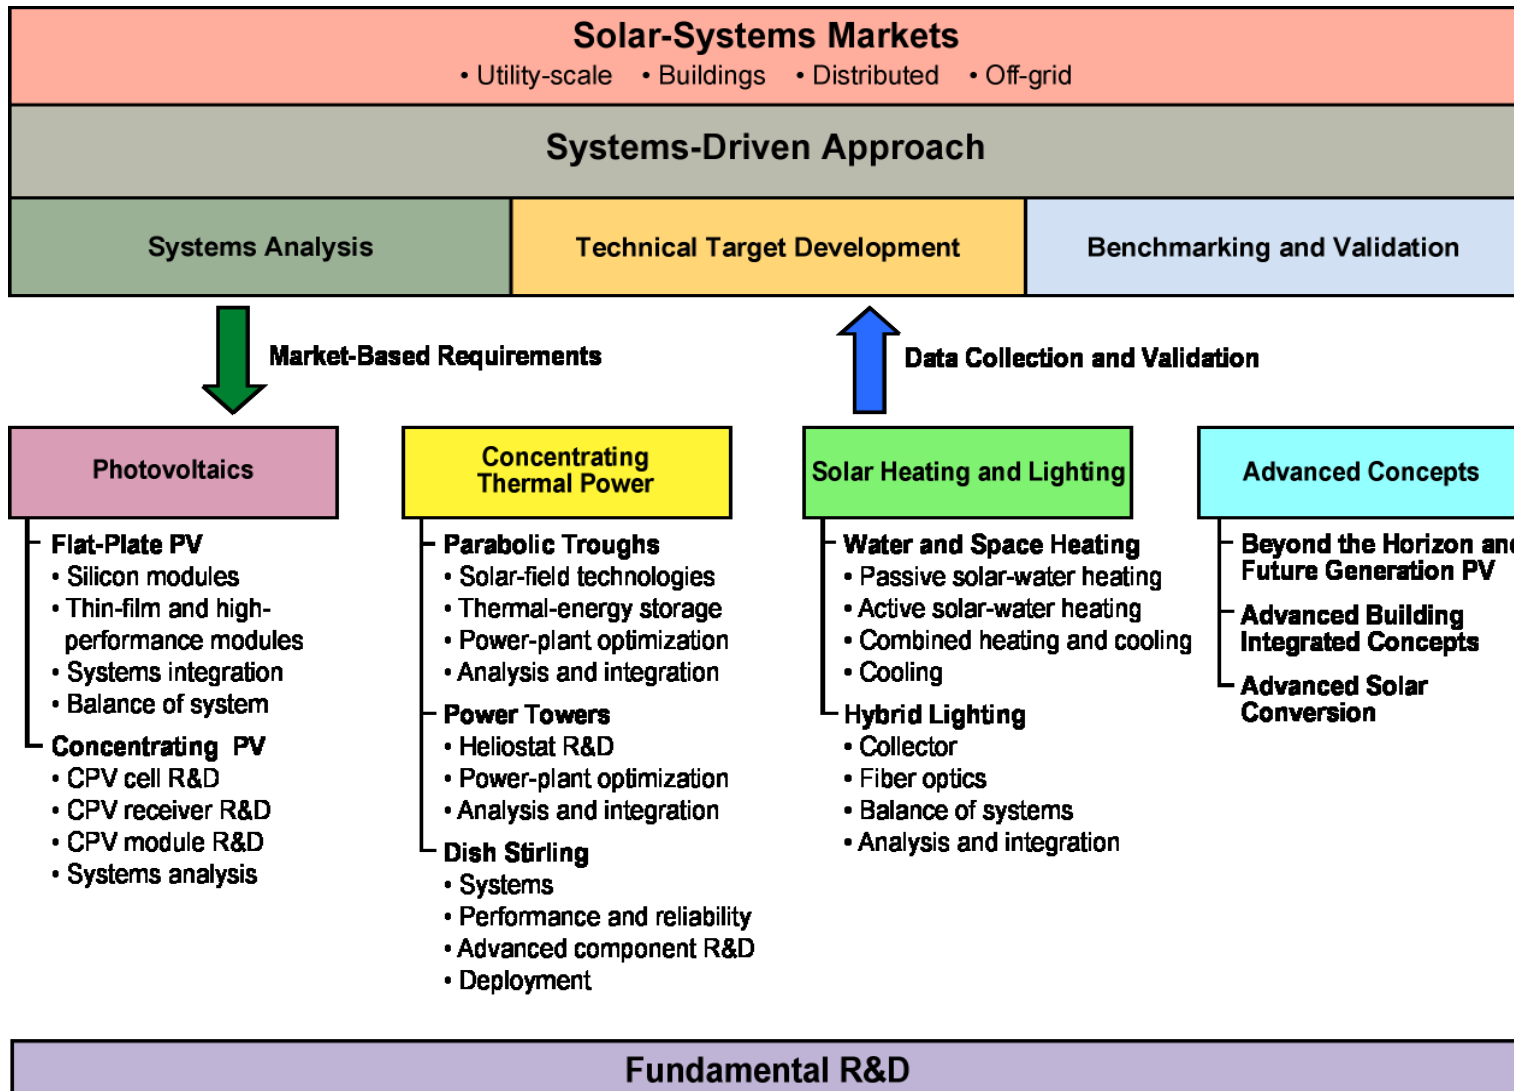 Solar-Systems Markets
• Utility-scale • Buildings • Distributed • Off-grid
Systems-Driven Approach
Systems Analysis
Technical Target Development
Benchmarking and Validation
Market-Based Requirements
Data Collection and Validation
Photovoltaics
Flat-Plate PV
• Silicon modules
• Thin-film and high-
performance modules
• Systems integration
• Balance of system
Concentrating PV
• CPV cell R&D
• CPV receiver R&D
• CPV module R&D
• Systems analysis
Concentrating
Thermal Power
Parabolic Troughs
• Solar-field technologies
• Thermal-energy storage
• Power-plant optimization
• Analysis and integration
Power Towers
• Heliostat R&D
• Power-plant optimization
• Analysis and integration
Dish Stirling
• Systems
• Performance and reliability
• Advanced component R&D
• Deployment
Solar Heating and Lighting
Water and Space Heating
• Passive solar-water heating
• Active solar-water heating
• Combined heating and cooling
• Cooling
Hybrid Lighting
• Collector
• Fiber optics
• Balance of systems
• Analysis and integration
Advanced Concepts
Beyond the Horizon and
Future Generation PV
Advanced Building
Integrated Concepts
Advanced Solar
Conversion
Fundamental R&D